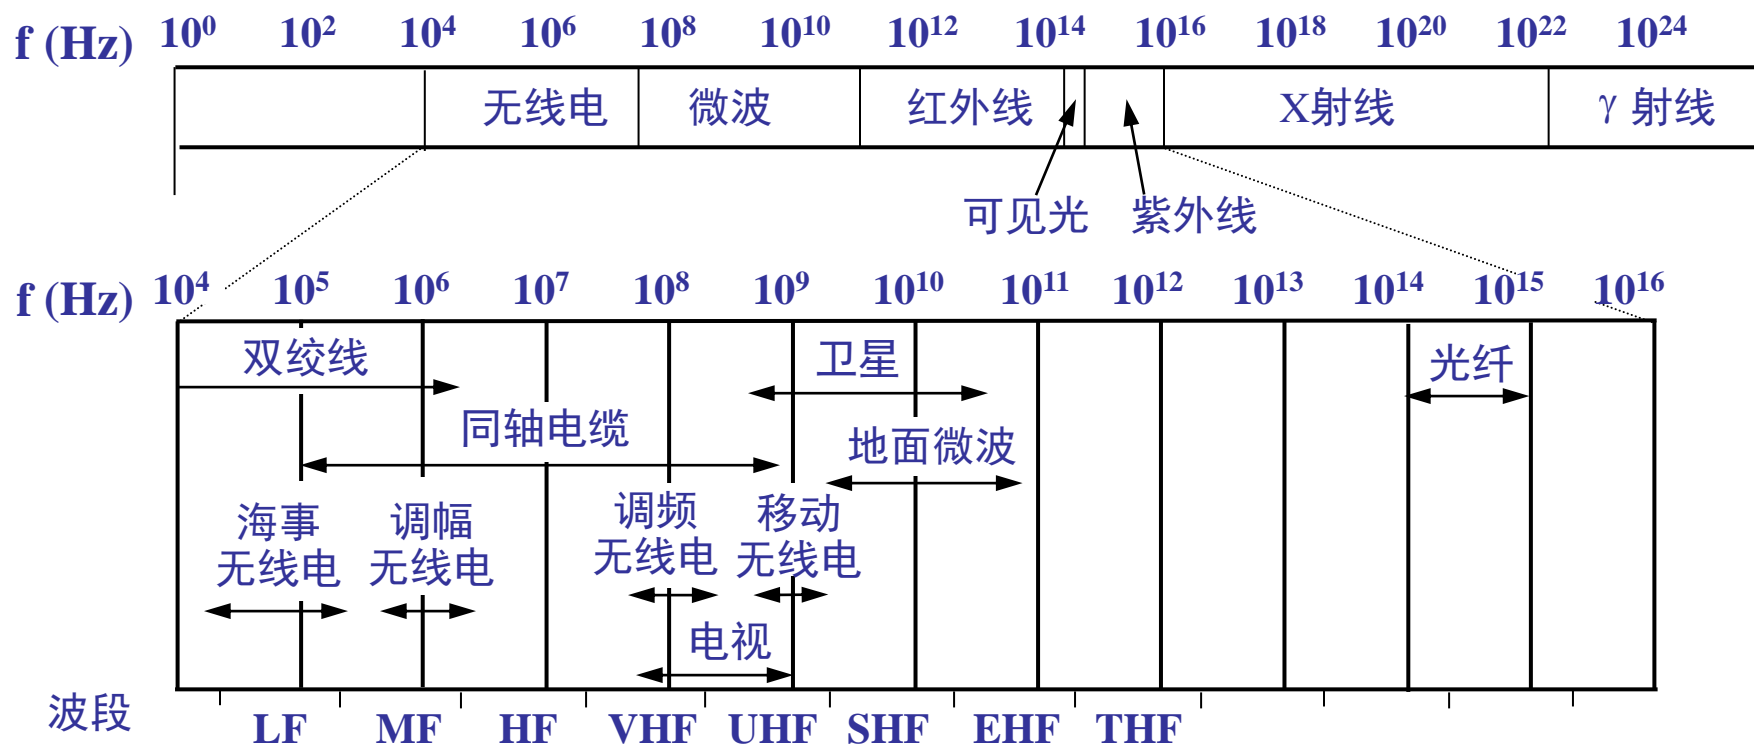 f (Hz) 10⁰ 10² 10⁴ 10⁶ 10⁸ 10¹⁰ 10¹² 10¹⁴ 10¹⁶ 10¹⁸ 10²⁰ 10²² 10²⁴
无线电 微波 红外线 X射线 γ 射线
可见光 紫外线
f (Hz) 10⁴ 10⁵ 10⁶ 10⁷ 10⁸ 10⁹ 10¹⁰ 10¹¹ 10¹² 10¹³ 10¹⁴ 10¹⁵ 10¹⁶
双绞线 卫星 光纤
同轴电缆 地面微波
海事 调幅 调频 移动
无线电 无线电 无线电 无线电
电视
波段 LF MF HF VHF UHF SHF EHF THF